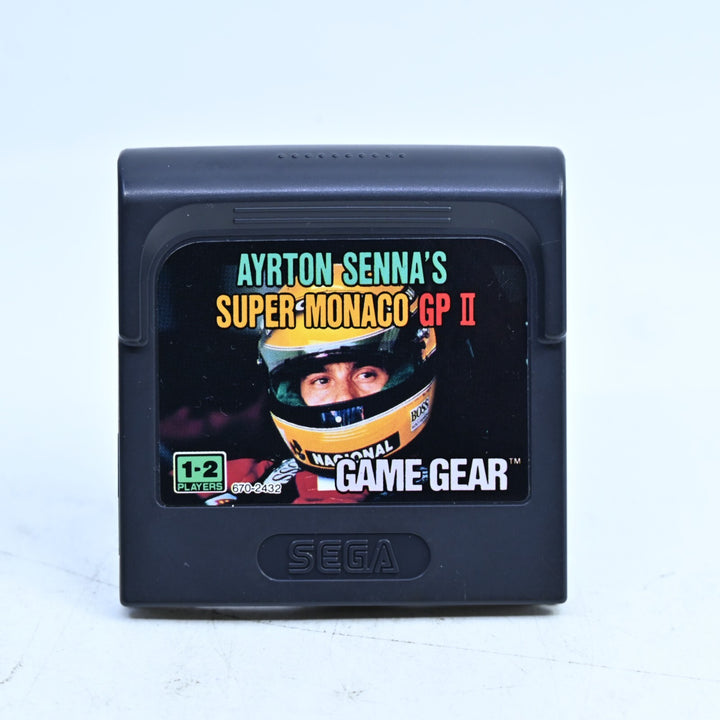 AYRTON SENNA'S
SUPER MONACO GP II
BOSS
NACIONAL
1-2
PLAYERS
670-2432
GAME GEAR™
SEGA